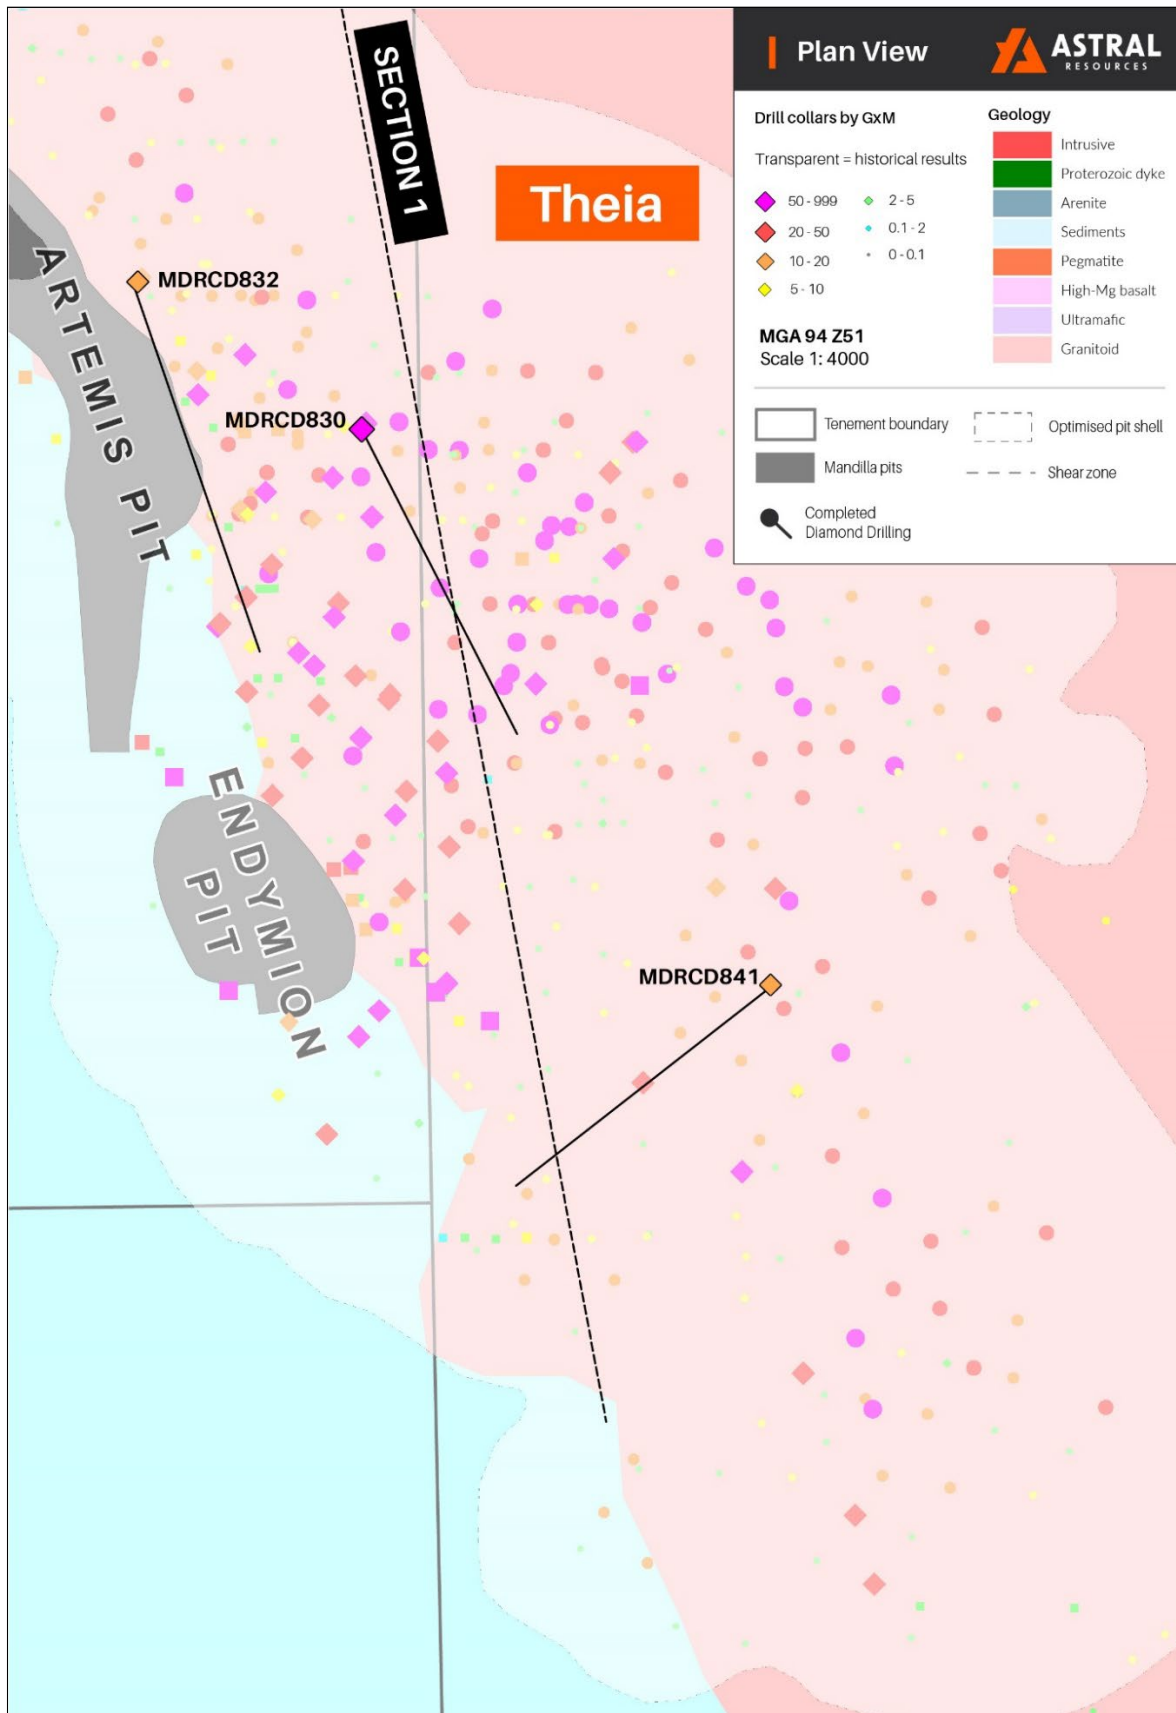 Plan View
ASTRAL
RESOURCES
Drill collars by GxM
Transparent = historical results
50 - 999
20 - 50
10 - 20
5 - 10
2 - 5
0.1 - 2
0 - 0.1
MGA 94 Z51
Scale 1: 4000
Geology
Intrusive
Proterozoic dyke
Arenite
Sediments
Pegmatite
High-Mg basalt
Ultramafic
Granitoid
Tenement boundary
Mandilla pits
Optimised pit shell
Shear zone
Completed
Diamond Drilling
SECTION 1
Theia
ARTEMIS PIT
MDRCD832
MDRCD830
ENDYMION
PIT
MDRCD841